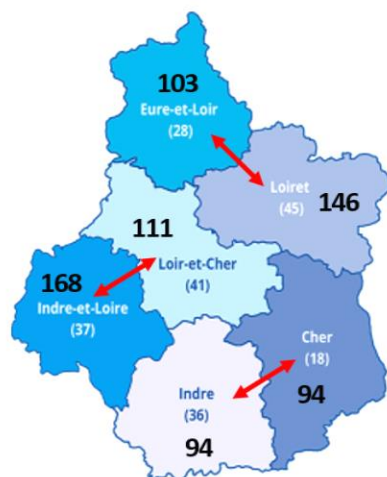 103
Eure-et-Loir
(28)
Loiret
(45)
146
111
Loir-et-Cher
(41)
168
Indre-et-Loire
(37)
Cher
(18)
94
Indre
(36)
94